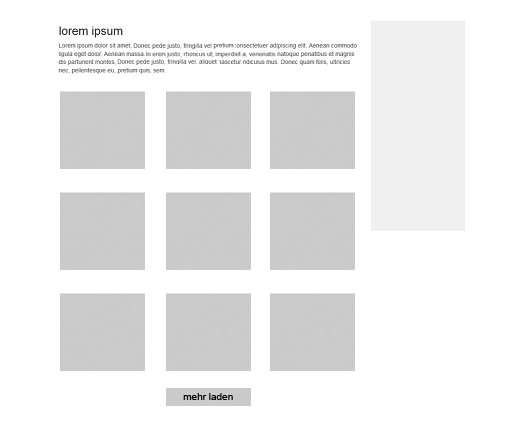 lorem ipsum
Lorem ipsum dolor sit amet, Donec pede justo, fringilla vel pretium consectetuer adipiscing elit. Aenean commodo
ligula eget dolor. Aenean massa in enim justo, rhoncus ut, imperdiet a, venenatis natoque penatibus et magnis
dis parturient montes, Donec pede justo, fringilla vel, aliquet nascetur ridiculus mus. Donec quam felis, ultricies
nec, pellentesque eu, pretium quis, sem.
mehr laden